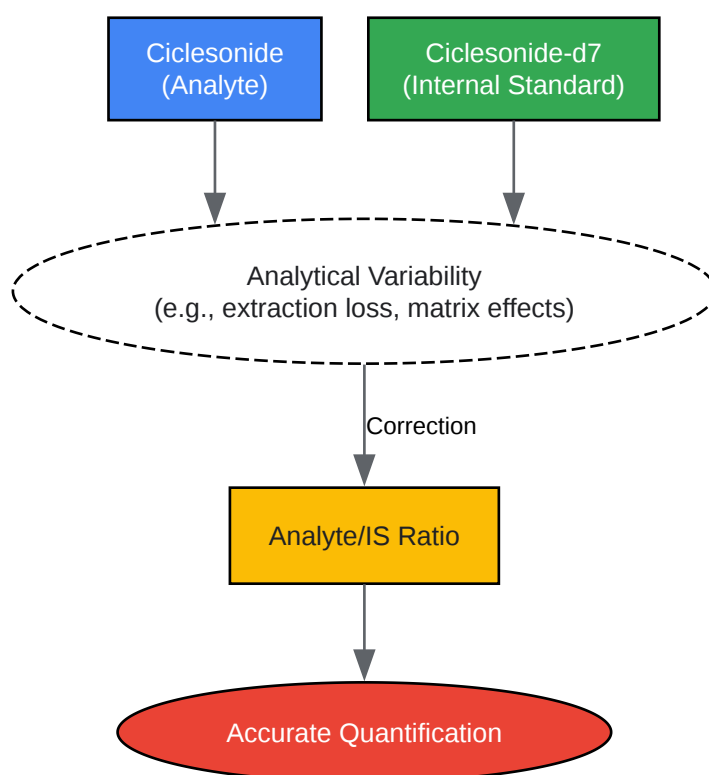 Ciclesonide
(Analyte)
Ciclesonide-d7
(Internal Standard)
Analytical Variability
(e.g., extraction loss, matrix effects)
Correction
Analyte/IS Ratio
Accurate Quantification